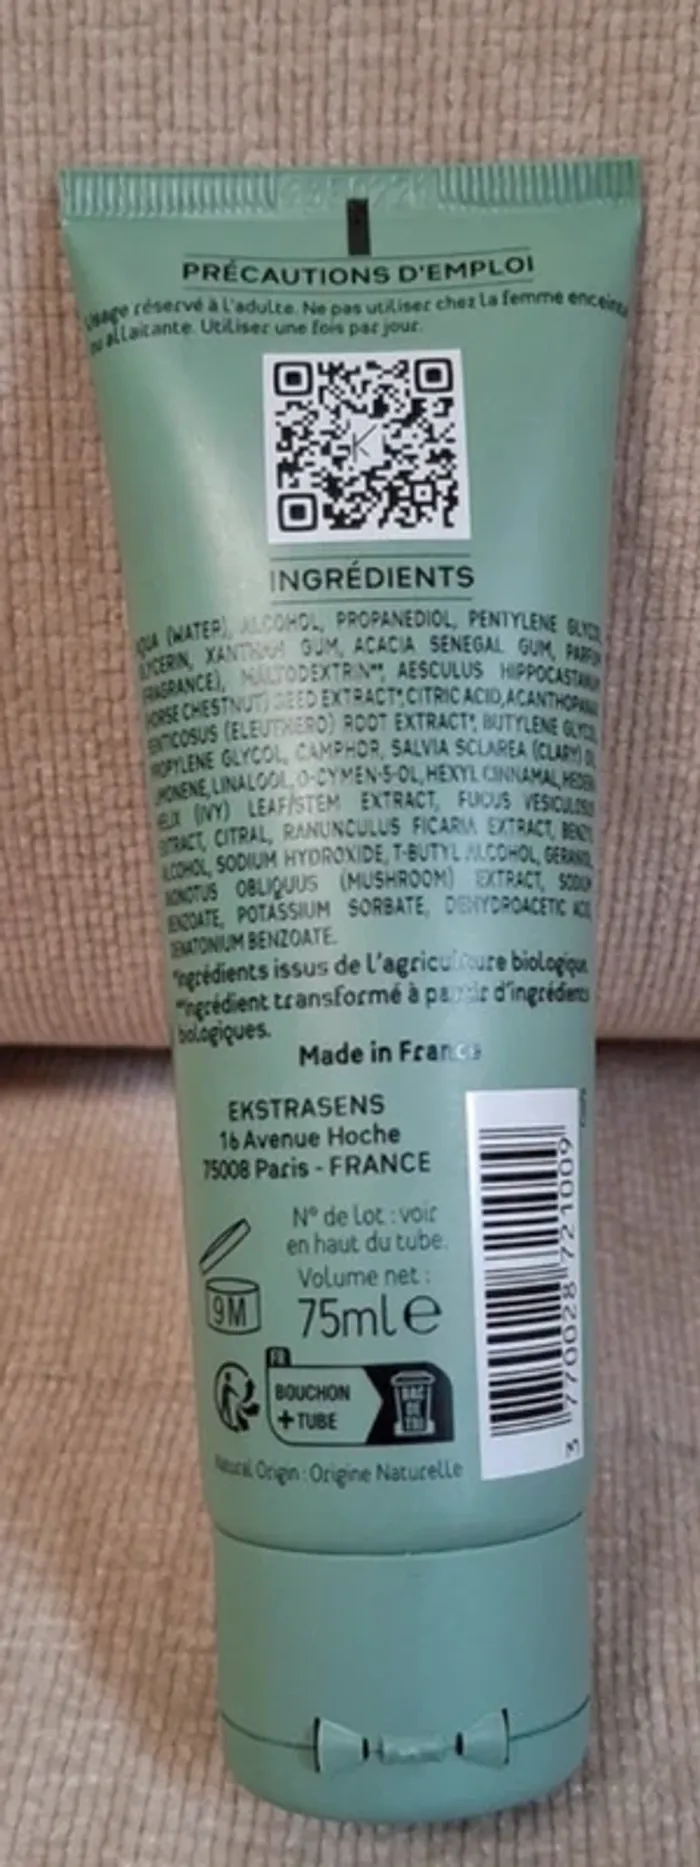 PRÉCAUTIONS D'EMPLOI
Usage réservé à l'adulte. Ne pas utiliser chez la femme enceinte
ou allaitante. Utiliser une fois par jour.
K
INGRÉDIENTS
AQUA (WATER), ALCOHOL, PROPANEDIOL, PENTYLENE GLYCOL,
GLYCERIN, XANTHAN GUM, ACACIA SENEGAL GUM, PARFUM
(FRAGRANCE), MALTODEXTRIN**, AESCULUS HIPPOCASTANUM
(HORSE CHESTNUT) SEED EXTRACT*, CITRIC ACID, ACANTHOPANAX
SENTICOSUS (ELEUTHERO) ROOT EXTRACT*, BUTYLENE GLYCOL,
PROPYLENE GLYCOL, CAMPHOR, SALVIA SCLAREA (CLARY) OIL,
LIMONENE, LINALOOL, O-CYMEN-5-OL, HEXYL CINNAMAL, HEDERA
HELIX (IVY) LEAF/STEM EXTRACT, FUCUS VESICULOSUS
EXTRACT, CITRAL, RANUNCULUS FICARIA EXTRACT, BENZYL
ALCOHOL, SODIUM HYDROXIDE, T-BUTYL ALCOHOL, GERANIOL,
INONOTUS OBLIQUUS (MUSHROOM) EXTRACT, SODIUM
BENZOATE, POTASSIUM SORBATE, DEHYDROACETIC ACID,
DENATONIUM BENZOATE.
*ingrédients issus de l'agriculture biologique.
**ingrédient transformé à partir d'ingrédients
biologiques.
Made in France
EKSTRASENS
16 Avenue Hoche
75008 Paris - FRANCE
N° de lot : voir
en haut du tube.
Volume net :
75ml e
9M
FR
BOUCHON
+ TUBE
BAC
DE
TRI
Natural Origin : Origine Naturelle
3 770028 721009